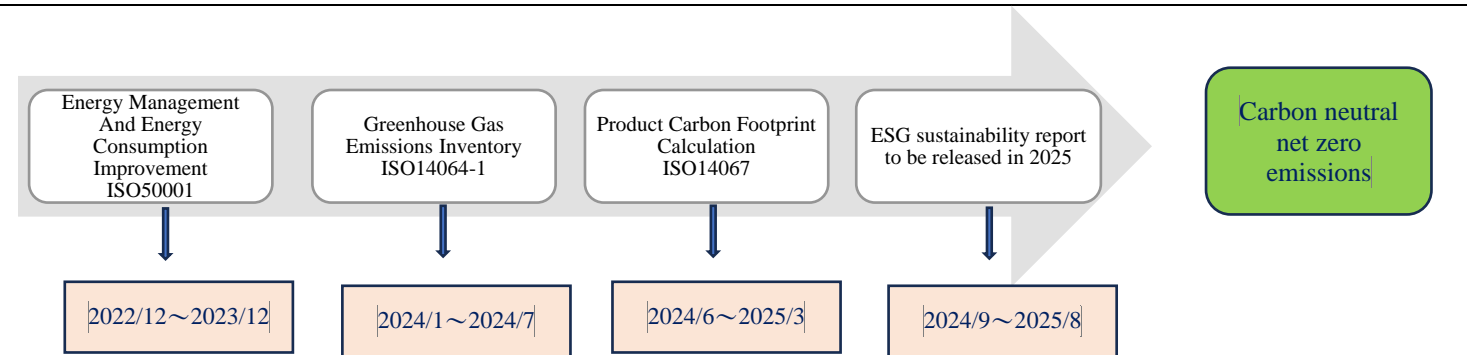 Energy Management
And Energy
Consumption
Improvement
ISO50001
Greenhouse Gas
Emissions Inventory
ISO14064-1
Product Carbon Footprint
Calculation
ISO14067
ESG sustainability report
to be released in 2025
Carbon neutral
net zero
emissions
2022/12～2023/12
2024/1～2024/7
2024/6～2025/3
2024/9～2025/8